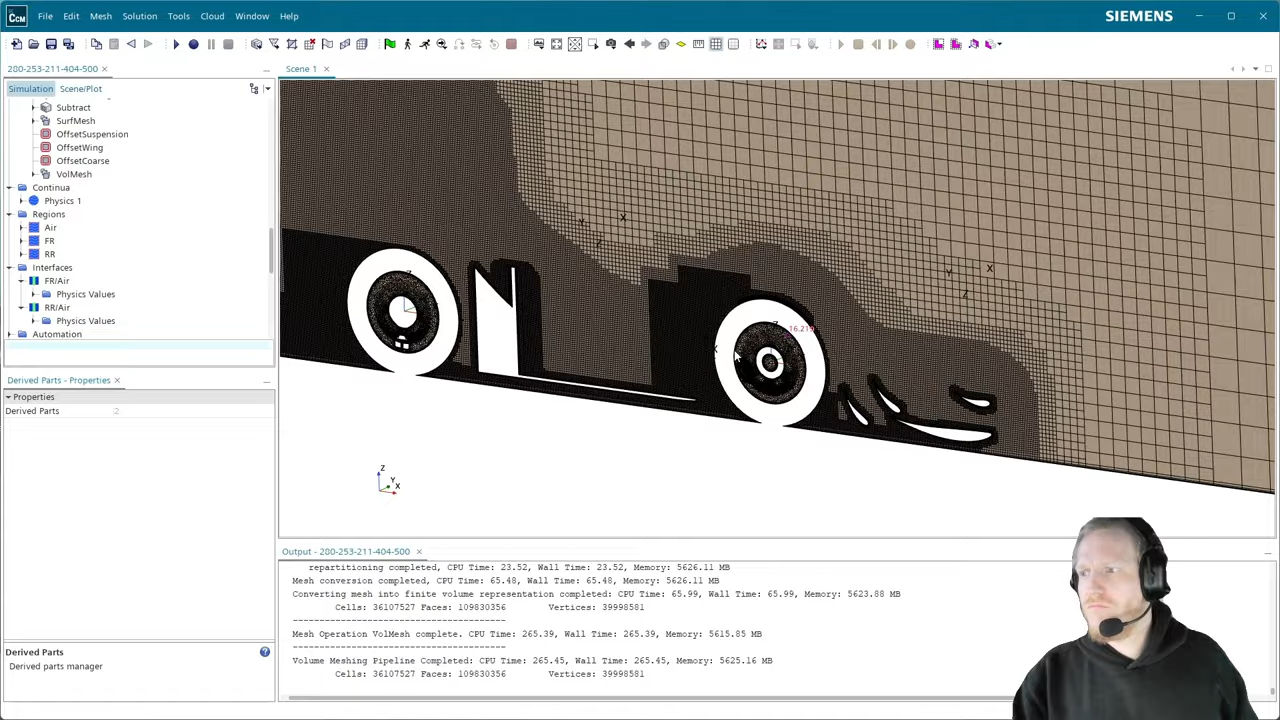 CCM File Edit Mesh Solution Tools Cloud Window Help SIEMENS
280-253-211-404-500
Simulation Scene/Plot
Subtract
SurfMesh
OffsetSuspension
OffsetWing
OffsetCoarse
VolMesh
Continua
Physics 1
Regions
Air
FR
RR
Interfaces
FR/Air
Physics Values
RR/Air
Physics Values
Automation
Derived Parts - Properties
Properties
Derived Parts 2
Derived Parts
Derived parts manager
Scene 1
Y X
Z
Y X
Z
Z
Z
Z
Y
X
Output - 280-253-211-404-500
repartitioning completed, CPU Time: 23.52, Wall Time: 23.52, Memory: 5626.11 MB
Mesh conversion completed, CPU Time: 65.48, Wall Time: 65.48, Memory: 5626.11 MB
Converting mesh into finite volume representation completed: CPU Time: 65.99, Wall Time: 65.99, Memory: 5623.88 MB
Cells: 36107527 Faces: 109830356 Vertices: 39998581
----------------------------------------
Mesh Operation VolMesh complete. CPU Time: 265.39, Wall Time: 265.39, Memory: 5615.85 MB
----------------------------------------
Volume Meshing Pipeline Completed: CPU Time: 265.45, Wall Time: 265.45, Memory: 5625.16 MB
Cells: 36107527 Faces: 109830356 Vertices: 39998581